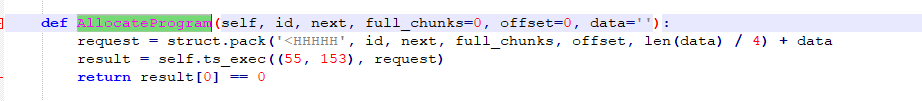 def AllocateProgram(self, id, next, full_chunks=0, offset=0, data=''):
request = struct.pack('<HHHHH', id, next, full_chunks, offset, len(data) / 4) + data
result = self.ts_exec((55, 153), request)
return result[0] == 0